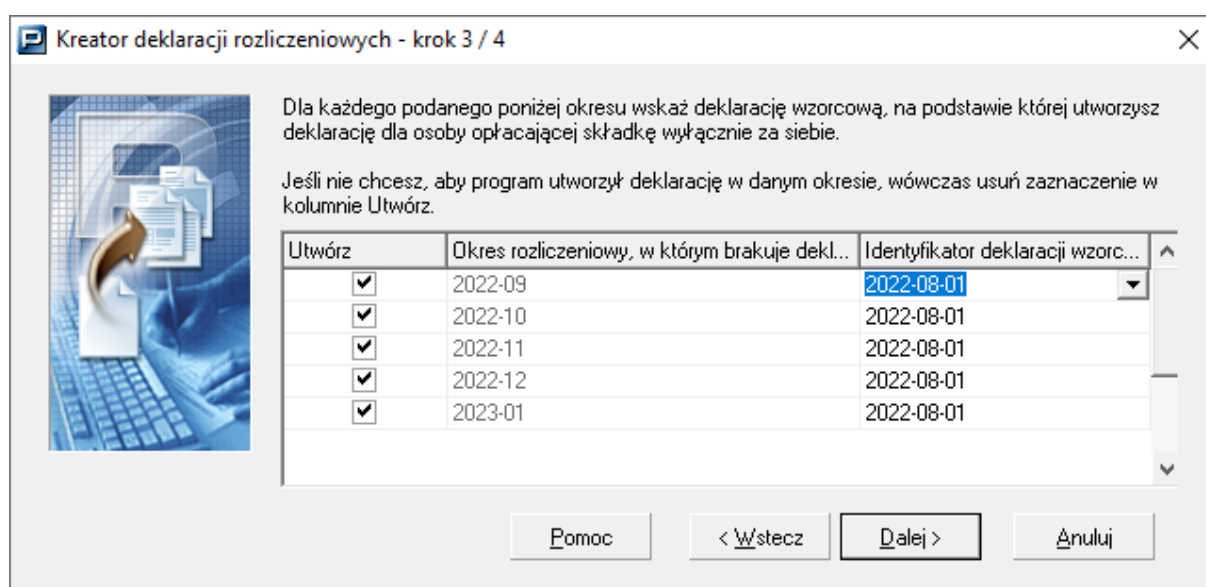 Kreator deklaracji rozliczeniowych - krok 3 / 4
Dla każdego podanego poniżej okresu wskaż deklarację wzorcową, na podstawie której utworzysz
deklarację dla osoby opłacającej składkę wyłącznie za siebie.
Jeśli nie chcesz, aby program utworzył deklarację w danym okresie, wówczas usuń zaznaczenie w
kolumnie Utwórz.
Utwórz Okres rozliczeniowy, w którym brakuje dekl... Identyfikator deklaracji wzorc...
2022-09 2022-08-01
2022-10 2022-08-01
2022-11 2022-08-01
2022-12 2022-08-01
2023-01 2022-08-01
Pomoc < Wstecz Dalej > Anuluj